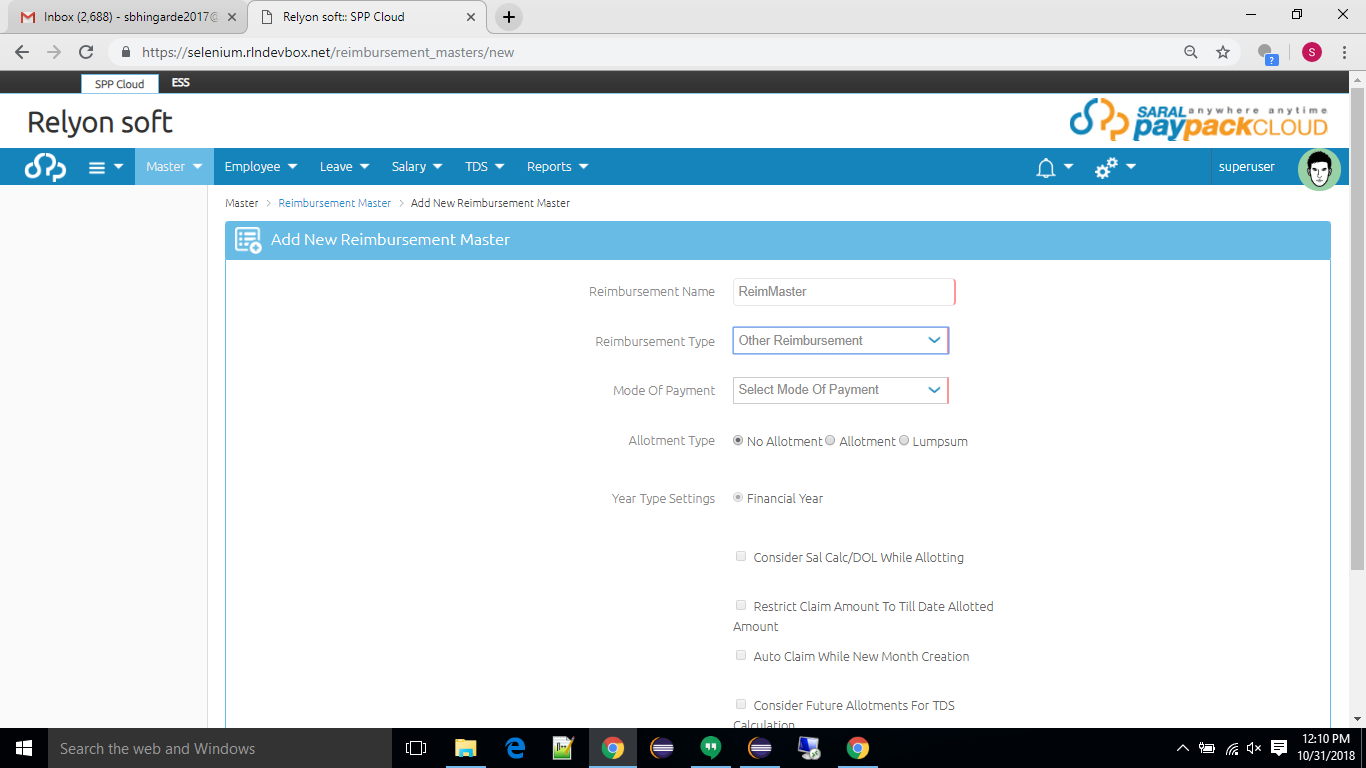 Inbox (2,688) - sbhingarde2017@
Relyon soft:: SPP Cloud
https://selenium.rlndevbox.net/reimbursement_masters/new
S
?
SPP Cloud ESS
Relyon soft
SARAL anywhere anytime
paypackCLOUD
Master Employee Leave Salary TDS Reports superuser
Master > Reimbursement Master > Add New Reimbursement Master
Add New Reimbursement Master
Reimbursement Name ReimMaster
Reimbursement Type Other Reimbursement
Mode Of Payment Select Mode Of Payment
Allotment Type No Allotment Allotment Lumpsum
Year Type Settings Financial Year
Consider Sal Calc/DOL While Allotting
Restrict Claim Amount To Till Date Allotted
Amount
Auto Claim While New Month Creation
Consider Future Allotments For TDS
Calculation
Search the web and Windows
12:10 PM
10/31/2018